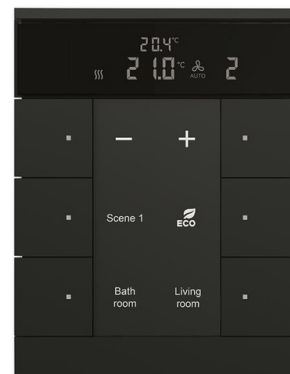 20.4°C
21.0°C AUTO 2
− +
Scene 1 ECO
Bath Living
room room